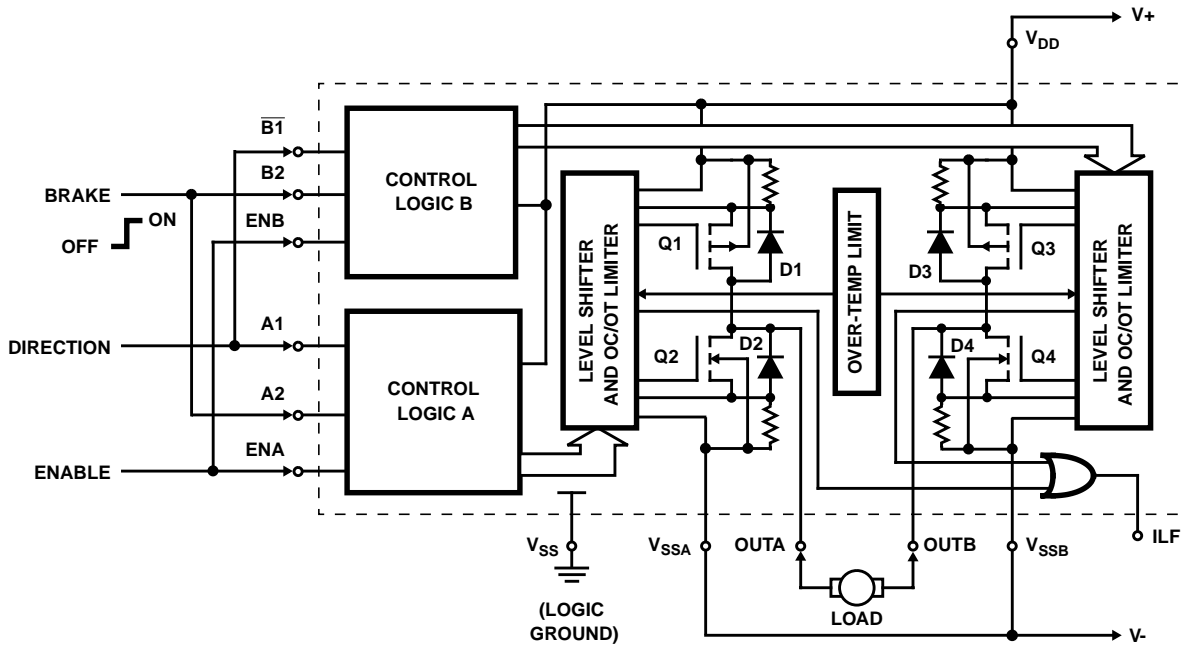 V+
V_DD
B1
B2
BRAKE
ON
OFF
ENB
CONTROL
LOGIC B
A1
DIRECTION
A2
ENA
ENABLE
CONTROL
LOGIC A
LEVEL SHIFTER
AND OC/OT LIMITER
Q1
D1
Q2
D2
OVER-TEMP LIMIT
D3
Q3
D4
Q4
LEVEL SHIFTER
AND OC/OT LIMITER
V_SS
(LOGIC
GROUND)
V_SSA
OUTA
OUTB
V_SSB
ILF
LOAD
V-